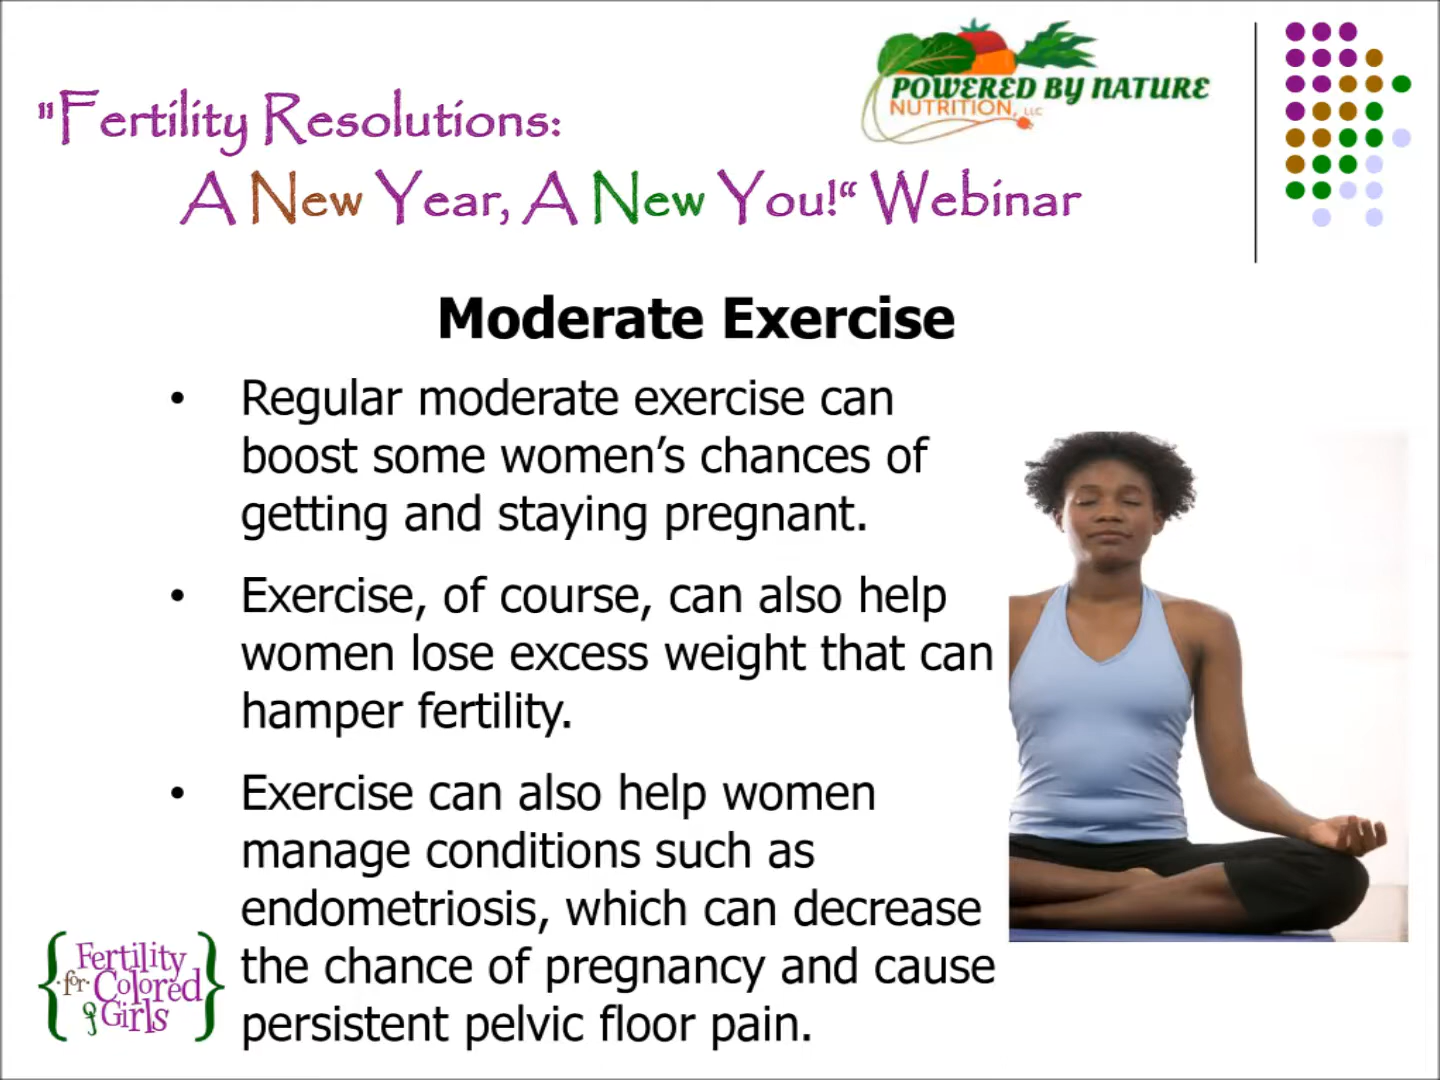 "Fertility Resolutions:
A New Year, A New You!“ Webinar
POWERED BY NATURE
NUTRITION, LLC
Moderate Exercise
• Regular moderate exercise can
boost some women’s chances of
getting and staying pregnant.
• Exercise, of course, can also help
women lose excess weight that can
hamper fertility.
• Exercise can also help women
manage conditions such as
endometriosis, which can decrease
the chance of pregnancy and cause
persistent pelvic floor pain.
Fertility
for Colored
Girls